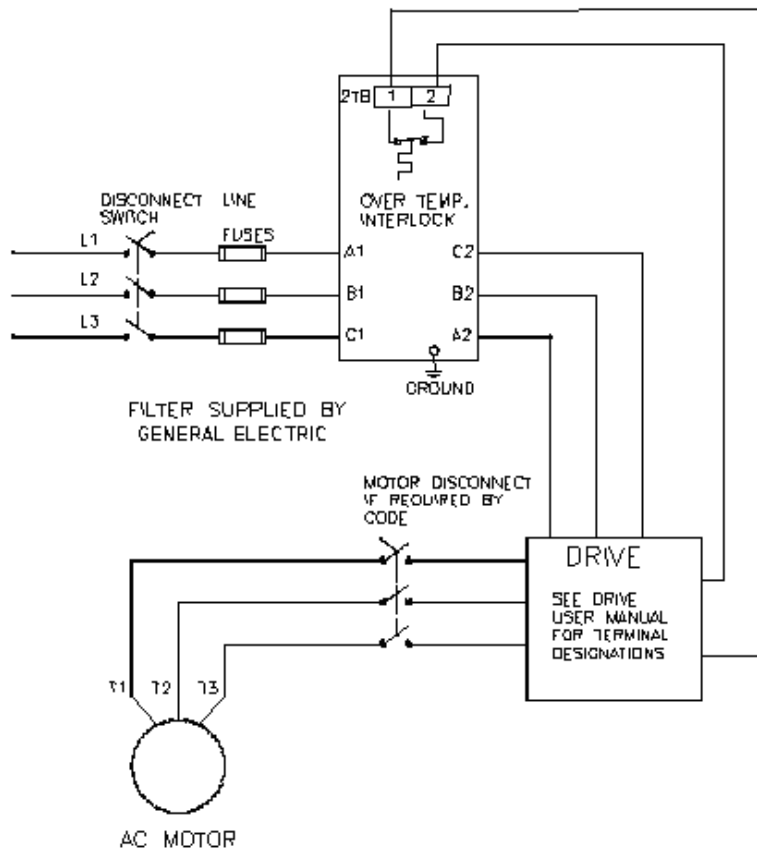 2TB 1 2
OVER TEMP.
INTERLOCK
DISCONNECT LINE
SWITCH
FUSES
L1
L2
L3
A1 C2
B1 B2
C1 A2
GROUND
FILTER SUPPLIED BY
GENERAL ELECTRIC
MOTOR DISCONNECT
IF REQUIRED BY
CODE
DRIVE
SEE DRIVE
USER MANUAL
FOR TERMINAL
DESIGNATIONS
T1 T2 T3
AC MOTOR